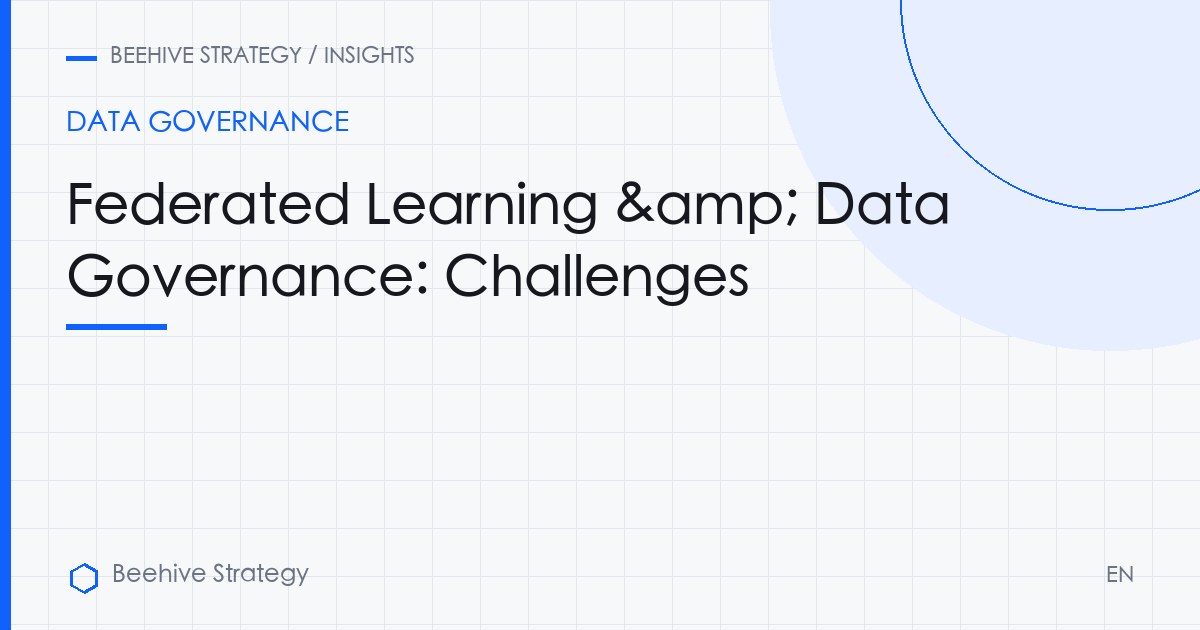 BEEHIVE STRATEGY / INSIGHTS
DATA GOVERNANCE
Federated Learning &amp; Data
Governance: Challenges
Beehive Strategy
EN